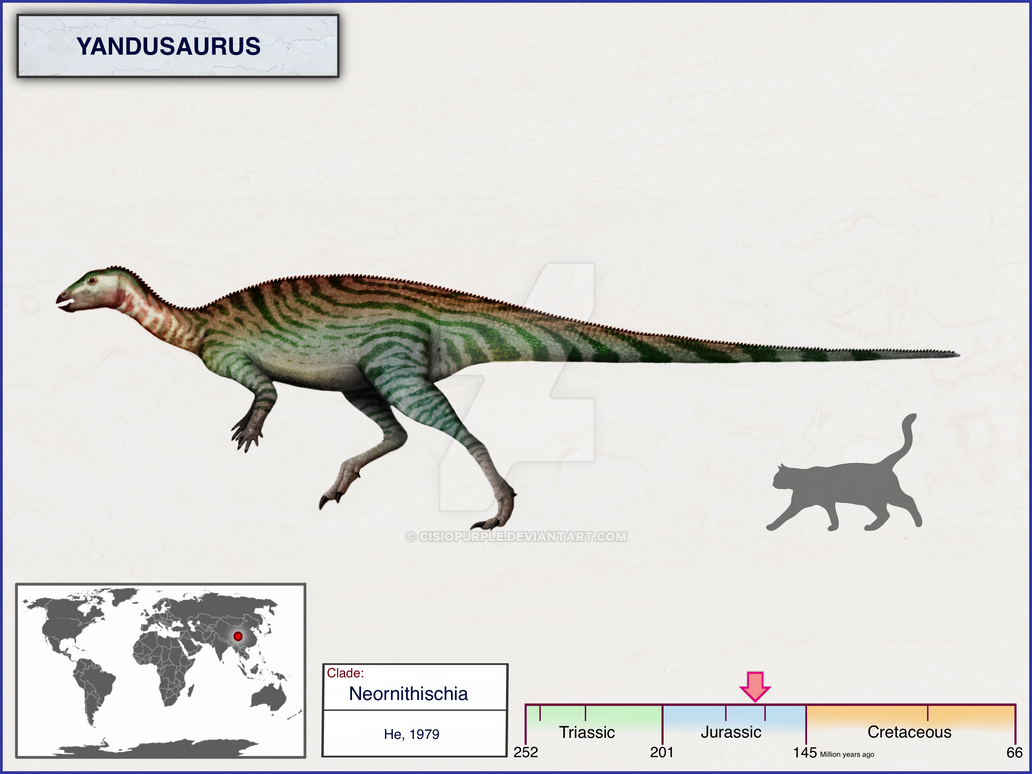 YANDUSAURUS
© CISIOPURPLE.DEVIANTART.COM
Clade:
Neornithischia
He, 1979
Triassic Jurassic Cretaceous
252 201 145 Million years ago 66